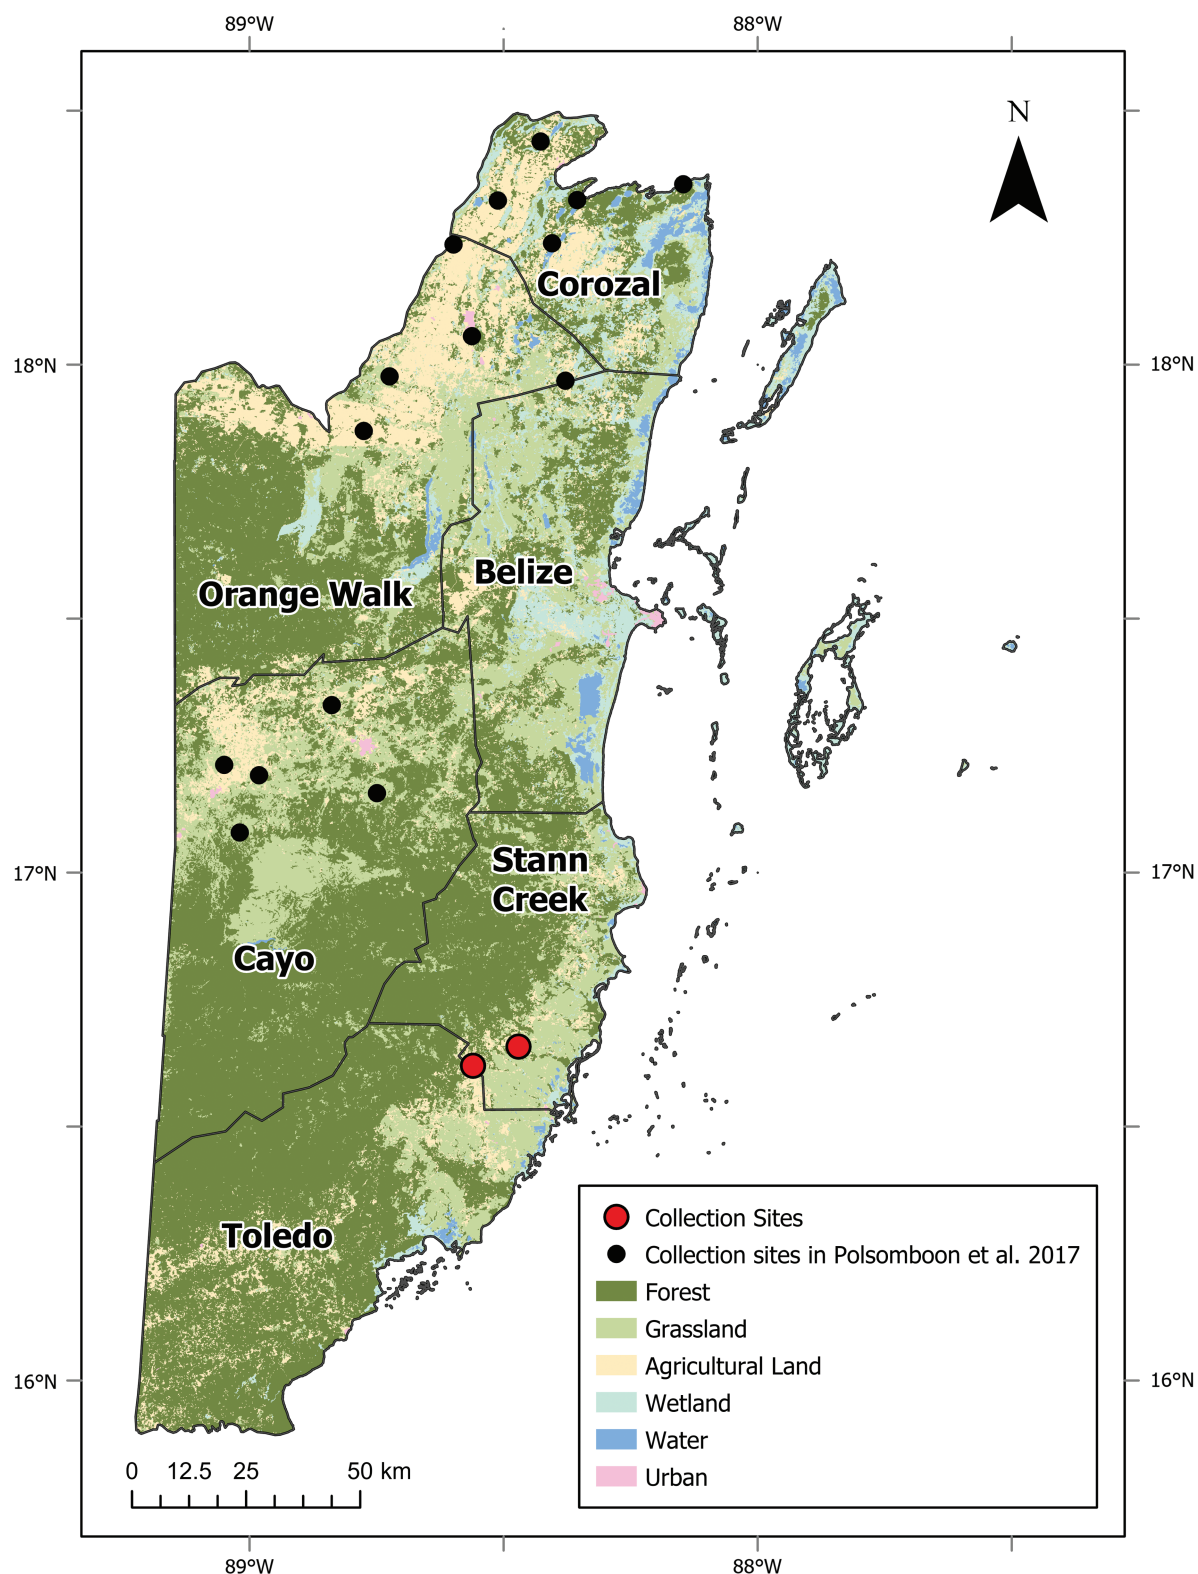 89°W 88°W
N
Corozal
18°N 18°N
Belize
Orange Walk
Stann
Creek
17°N 17°N
Cayo
Toledo
Collection Sites
Collection sites in Polsomboon et al. 2017
Forest
Grassland
Agricultural Land
Wetland
Water
Urban
16°N 16°N
0 12.5 25 50 km
89°W 88°W